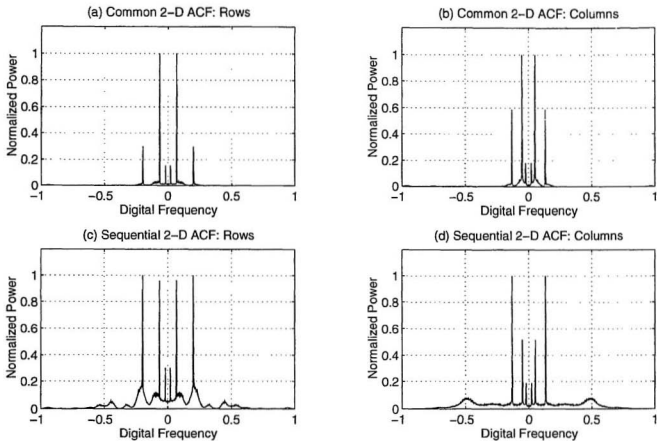 (a) Common 2-D ACF: Rows
(b) Common 2-D ACF: Columns
Normalized Power
1
0.8
0.6
0.4
0.2
0
-1 -0.5 0 0.5 1
Digital Frequency
Normalized Power
1
0.8
0.6
0.4
0.2
0
-1 -0.5 0 0.5 1
Digital Frequency
(c) Sequential 2-D ACF: Rows
(d) Sequential 2-D ACF: Columns
Normalized Power
1
0.8
0.6
0.4
0.2
0
-1 -0.5 0 0.5 1
Digital Frequency
Normalized Power
1
0.8
0.6
0.4
0.2
0
-1 -0.5 0 0.5 1
Digital Frequency